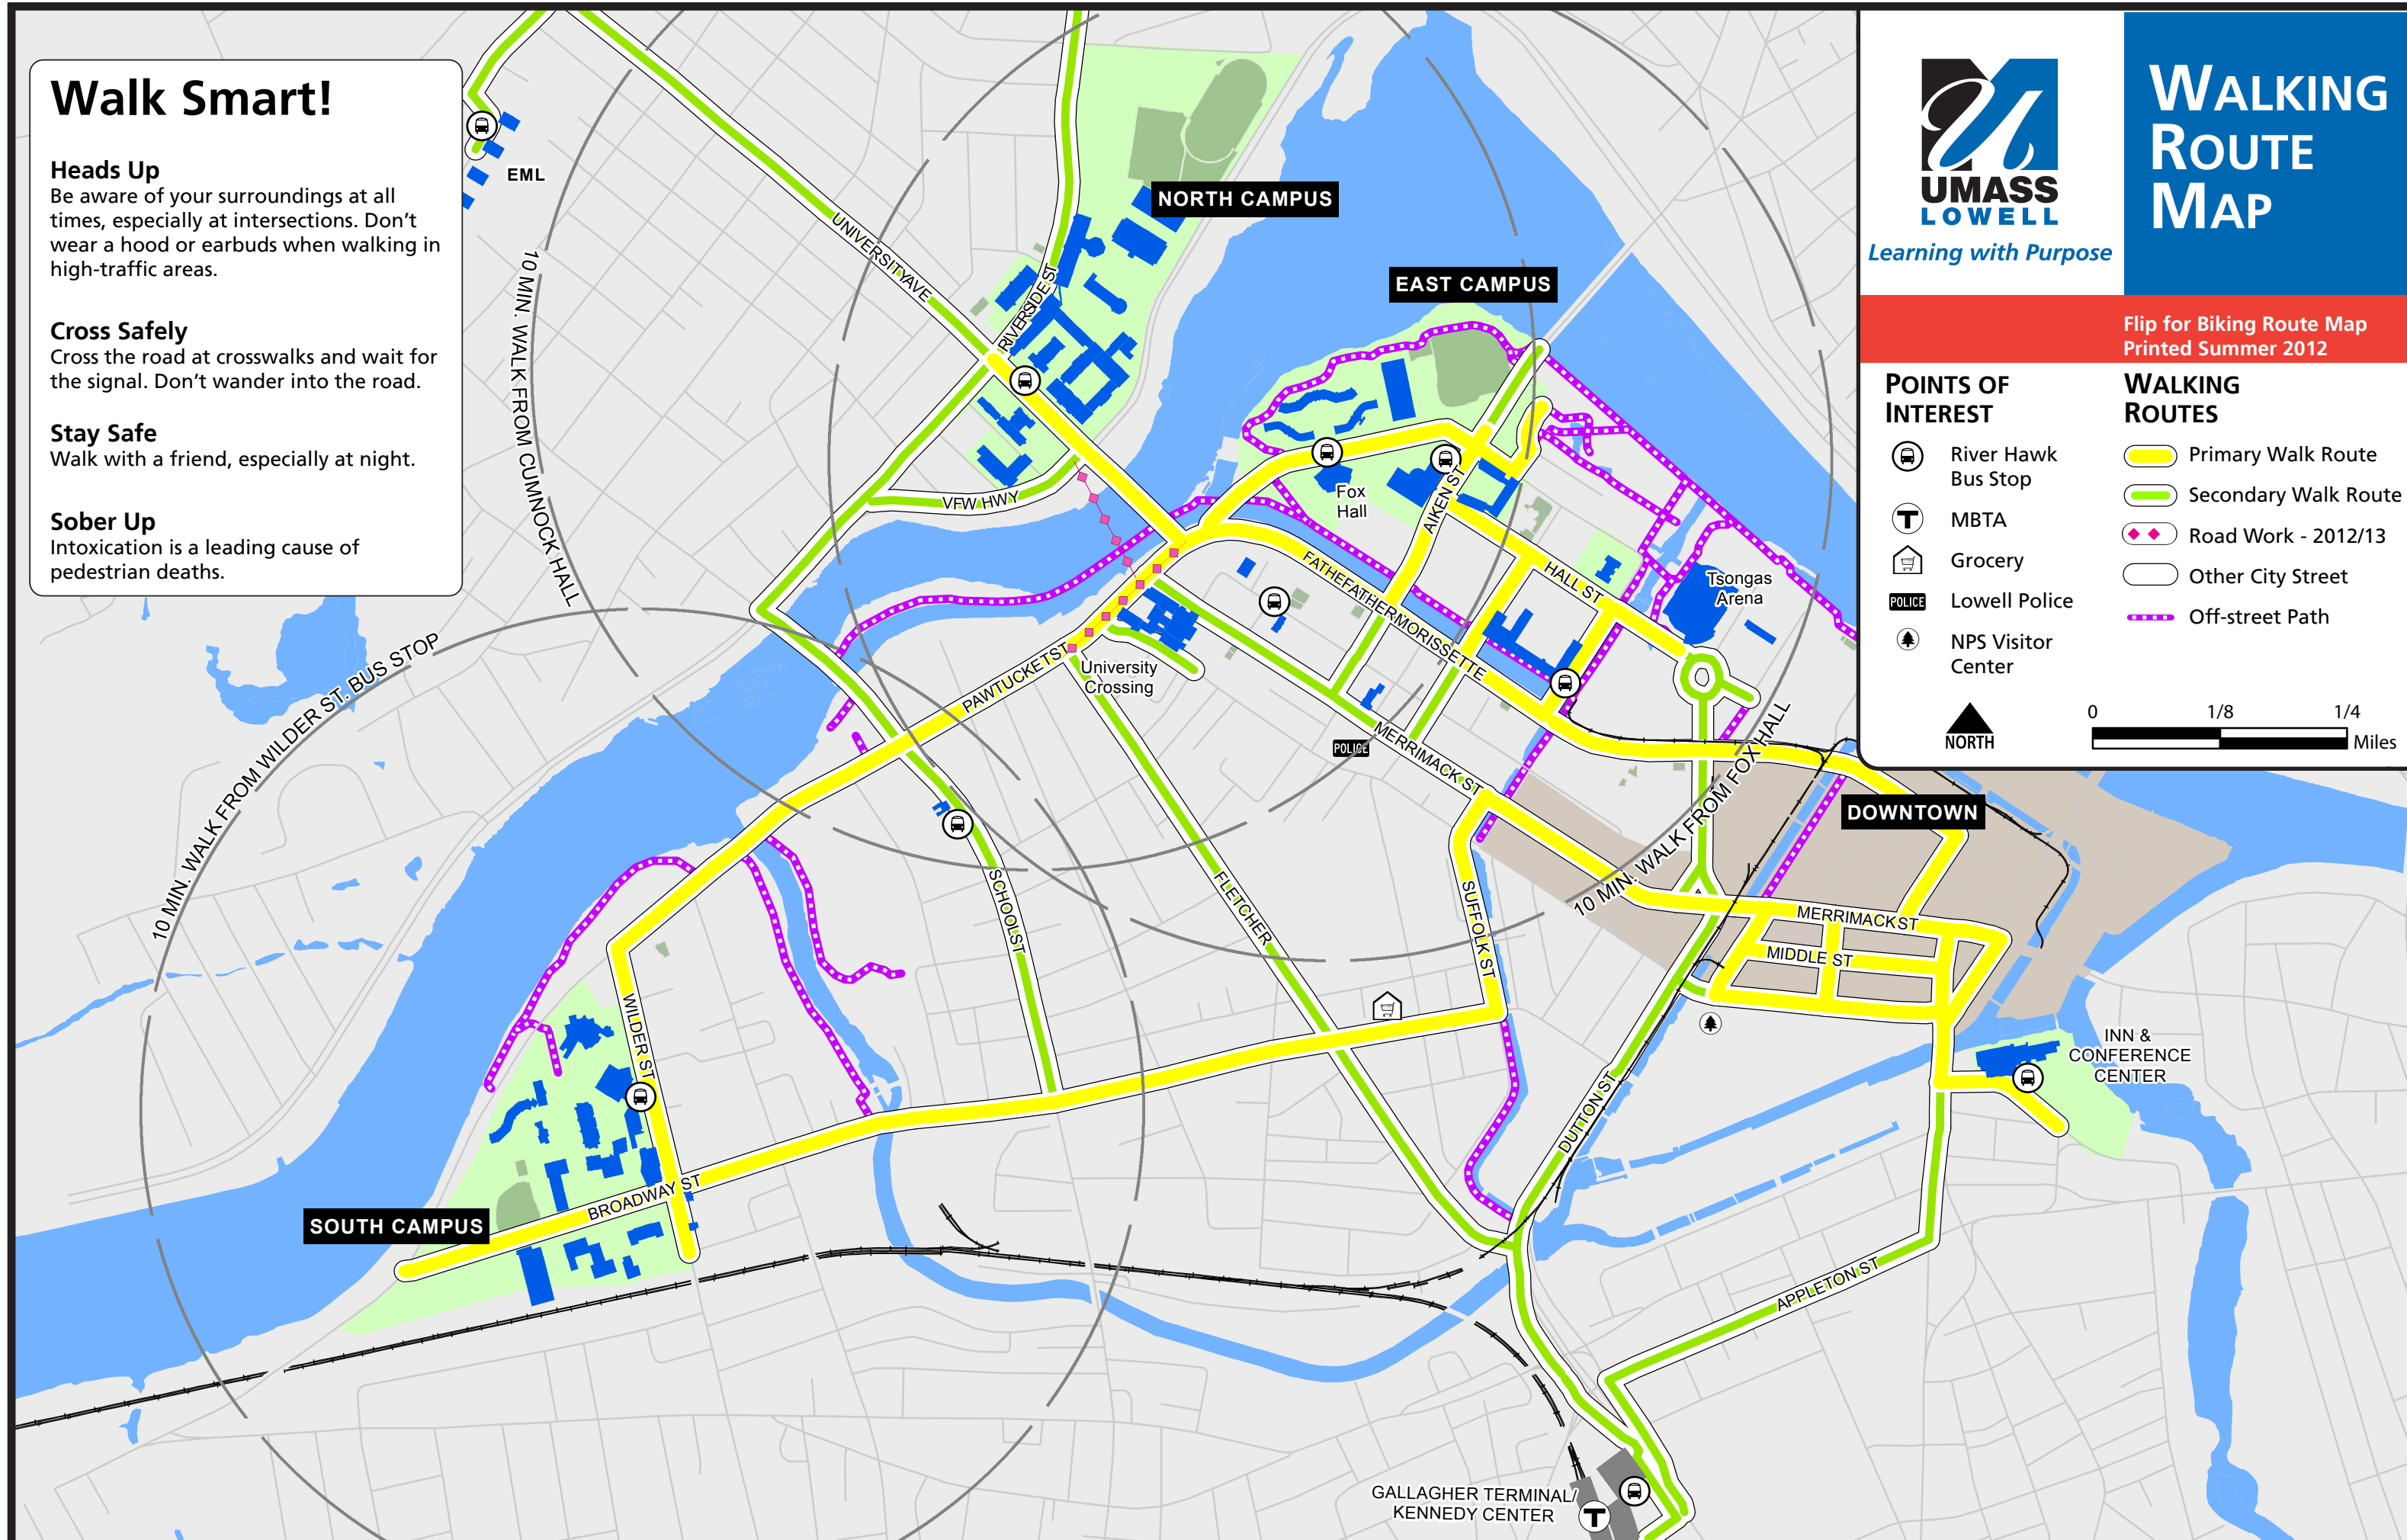 Walk Smart!
Heads Up
Be aware of your surroundings at all
times, especially at intersections. Don’t
wear a hood or earbuds when walking in
high-traffic areas.
Cross Safely
Cross the road at crosswalks and wait for
the signal. Don’t wander into the road.
Stay Safe
Walk with a friend, especially at night.
Sober Up
Intoxication is a leading cause of
pedestrian deaths.
UMASS
LOWELL
Learning with Purpose
WALKING
ROUTE
MAP
Flip for Biking Route Map
Printed Summer 2012
POINTS OF
INTEREST
River Hawk
Bus Stop
T
MBTA
Grocery
POLICE
Lowell Police
NPS Visitor
Center
NORTH
WALKING
ROUTES
Primary Walk Route
Secondary Walk Route
Road Work - 2012/13
Other City Street
Off-street Path
0 1/8 1/4
Miles
EML
NORTH CAMPUS
EAST CAMPUS
UNIVERSITY AVE
RIVERSIDE ST
10 MIN. WALK FROM CUMNOCK HALL
VFW HWY
Fox
Hall
AIKEN ST
HALL ST
Tsongas
Arena
FATHEFATHERMORISSETTE
10 MIN. WALK FROM WILDER ST. BUS STOP
PAWTUCKET ST
University
Crossing
POLICE
MERRIMACK ST
10 MIN. WALK FROM FOX HALL
DOWNTOWN
SCHOOL ST
FLETCHER
SUFFOLK ST
MERRIMACK ST
MIDDLE ST
WILDER ST
INN &
CONFERENCE
CENTER
DUTTON ST
BROADWAY ST
SOUTH CAMPUS
APPLETON ST
GALLAGHER TERMINAL/
KENNEDY CENTER
T